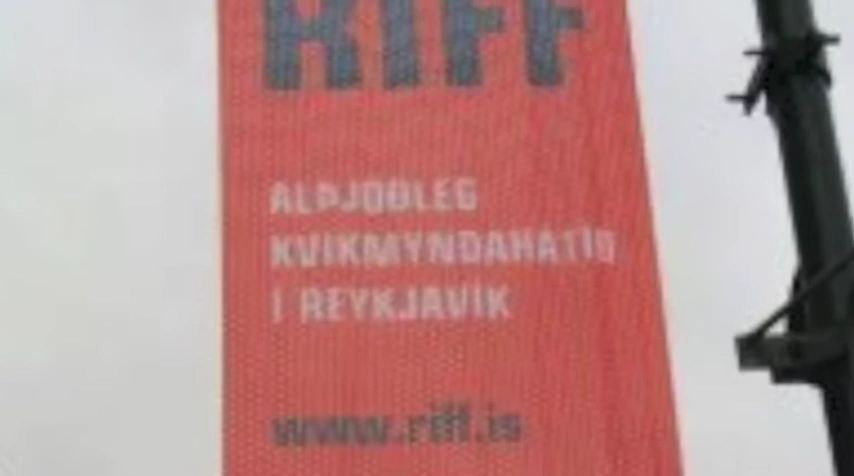 RIFF
ALÞJÓÐLEG
KVIKMYNDAHÁTÍÐ
Í REYKJAVÍK
www.riff.is